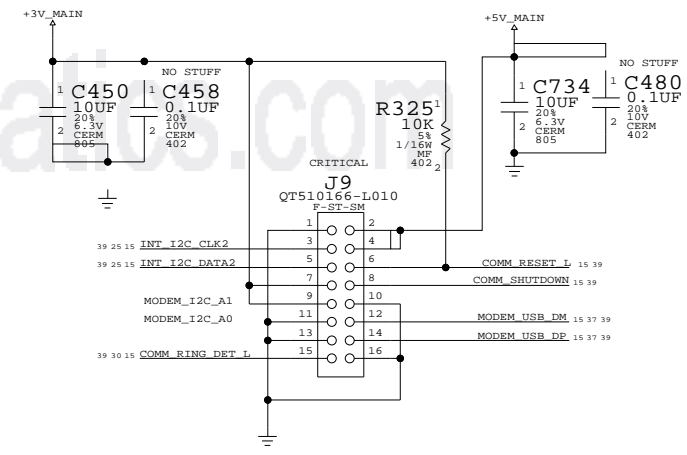 +3V_MAIN
+5V_MAIN
NO STUFF
1 C450
10UF
20%
6.3V
CERM
805
2
1 C458
0.1UF
20%
10V
CERM
402
2
R325 1
10K
5%
1/16W
MF
402 2
NO STUFF
1 C734
10UF
20%
6.3V
CERM
805
2
1 C480
0.1UF
20%
10V
CERM
402
2
atics.com
CRITICAL
J9
QT510166-L010
F-ST-SM
1 2
39 25 15 INT_I2C_CLK2 3 4
39 25 15 INT_I2C_DATA2 5 6 COMM_RESET_L 15 39
7 8 COMM_SHUTDOWN 15 39
MODEM_I2C_A1 9 10
MODEM_I2C_A0 11 12 MODEM_USB_DM 15 37 39
13 14 MODEM_USB_DP 15 37 39
39 30 15 COMM_RING_DET_L 15 16